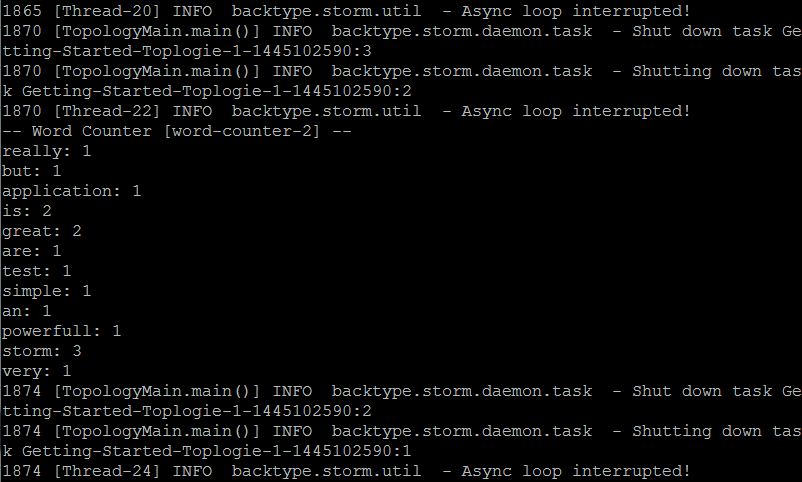 1865 [Thread-20] INFO  backtype.storm.util  - Async loop interrupted!
1870 [TopologyMain.main()] INFO  backtype.storm.daemon.task  - Shut down task Ge
tting-Started-Toplogie-1-1445102590:3
1870 [TopologyMain.main()] INFO  backtype.storm.daemon.task  - Shutting down tas
k Getting-Started-Toplogie-1-1445102590:2
1870 [Thread-22] INFO  backtype.storm.util  - Async loop interrupted!
-- Word Counter [word-counter-2] --
really: 1
but: 1
application: 1
is: 2
great: 2
are: 1
test: 1
simple: 1
an: 1
powerfull: 1
storm: 3
very: 1
1874 [TopologyMain.main()] INFO  backtype.storm.daemon.task  - Shut down task Ge
tting-Started-Toplogie-1-1445102590:2
1874 [TopologyMain.main()] INFO  backtype.storm.daemon.task  - Shutting down tas
k Getting-Started-Toplogie-1-1445102590:1
1874 [Thread-24] INFO  backtype.storm.util  - Async loop interrupted!